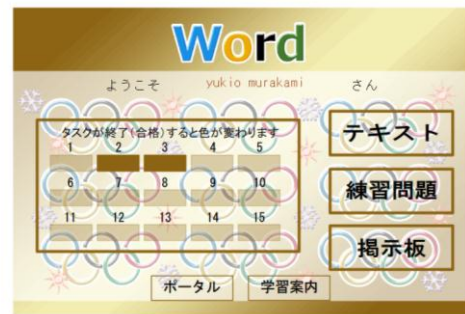 Word
ようこそ yukio murakami さん
タスクが終了(合格)すると色が変わります
1 2 3 4 5
6 7 8 9 10
11 12 13 14 15
テキスト
練習問題
掲示板
ポータル 学習案内